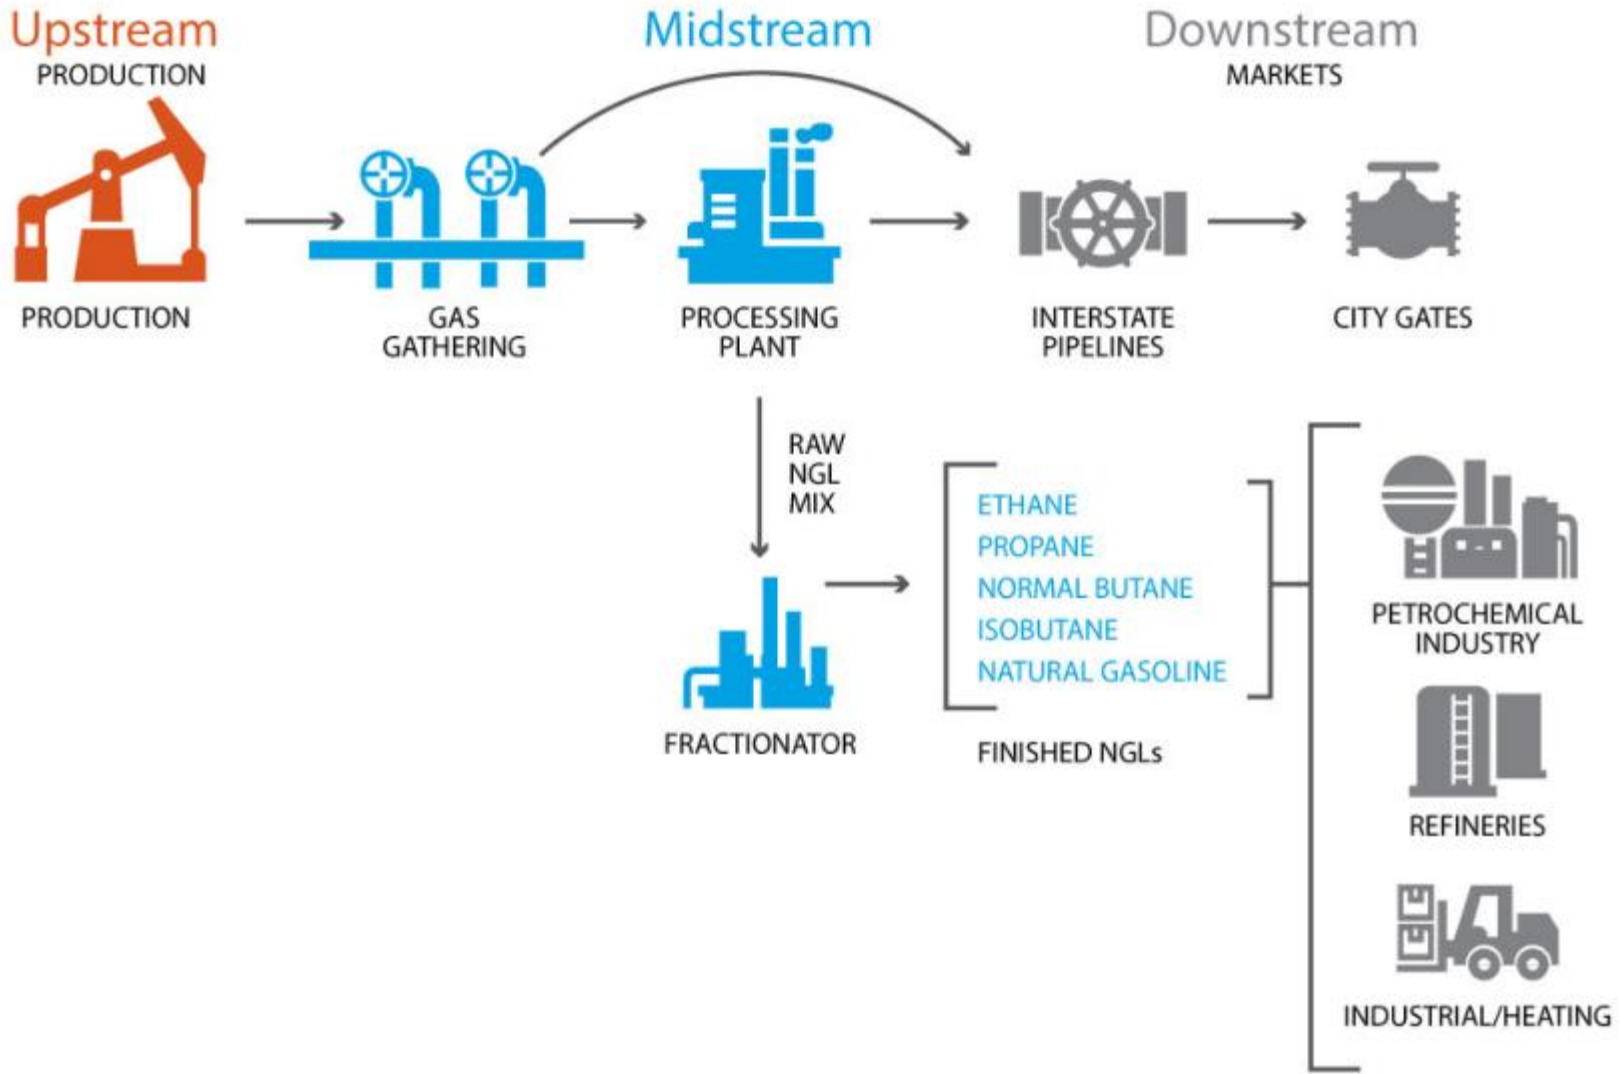 Upstream
PRODUCTION
Midstream
Downstream
MARKETS
PRODUCTION
GAS
GATHERING
PROCESSING
PLANT
INTERSTATE
PIPELINES
CITY GATES
RAW
NGL
MIX
FRACTIONATOR
ETHANE
PROPANE
NORMAL BUTANE
ISOBUTANE
NATURAL GASOLINE
FINISHED NGLs
PETROCHEMICAL
INDUSTRY
REFINERIES
INDUSTRIAL/HEATING